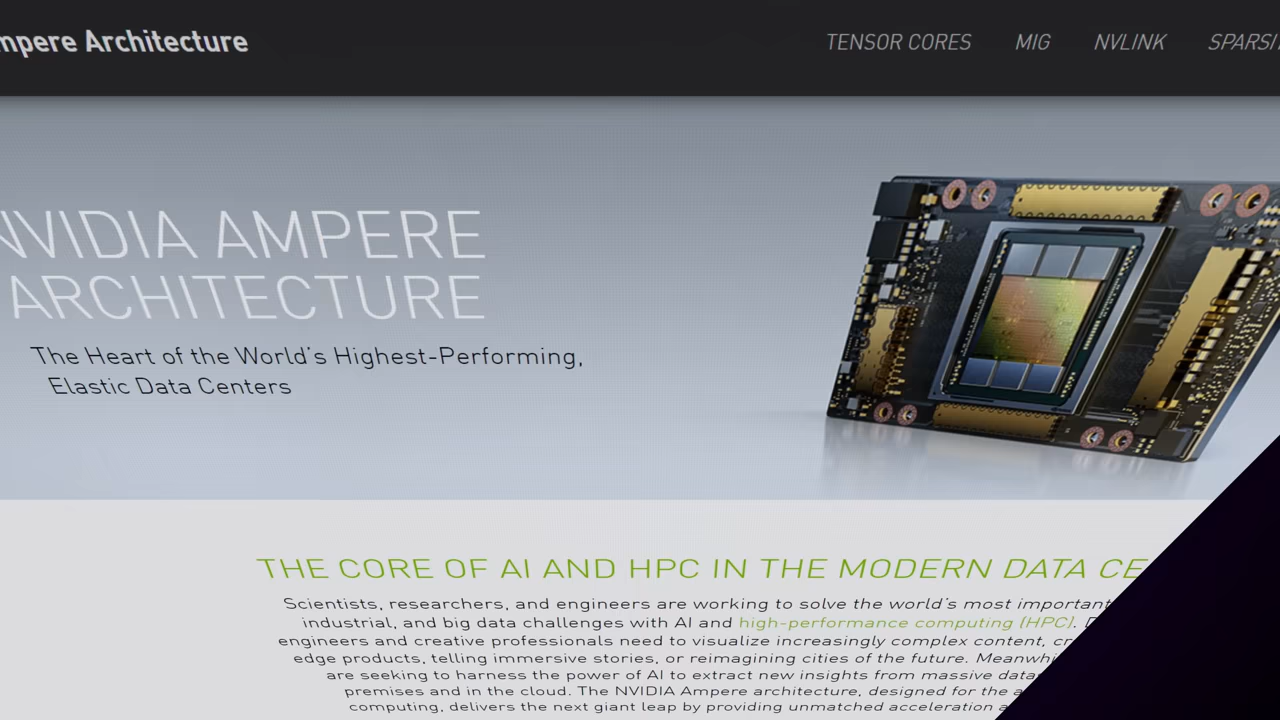 Ampere Architecture
TENSOR CORES MIG NVLINK
NVIDIA AMPERE
ARCHITECTURE
The Heart of the World's Highest-Performing,
Elastic Data Centers
THE CORE OF AI AND HPC IN THE MODERN DATA
Scientists, researchers, and engineers are working to solve the world's most important
industrial, and big data challenges with AI and high-performance computing (HPC).
engineers and creative professionals need to visualize increasingly complex content,
edge products, telling immersive stories, or reimagining cities of the future.
are seeking to harness the power of AI to extract new insights from massive
premises and in the cloud. The NVIDIA Ampere architecture, designed for the
computing, delivers the next giant leap by providing unmatched acceleration